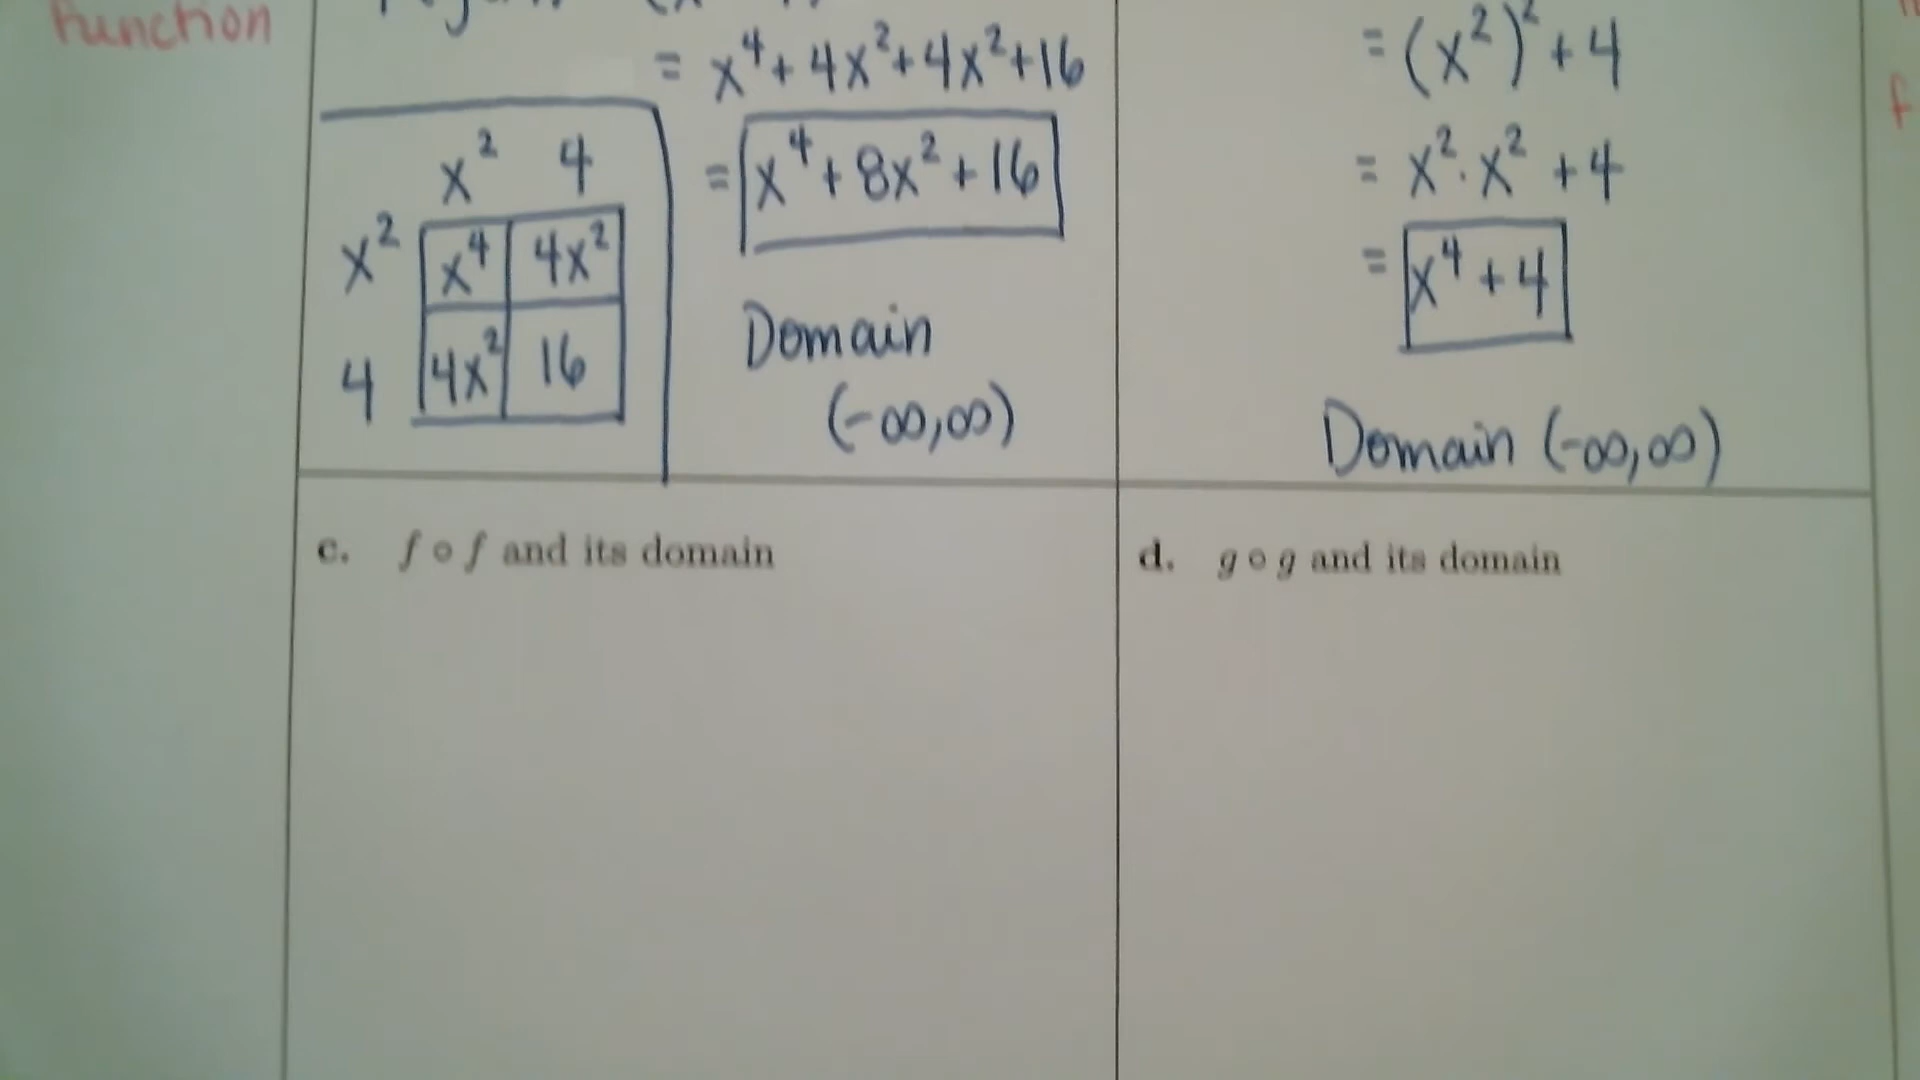 Function
= x⁴ + 4x² + 4x² + 16
= x⁴ + 8x² + 16
x² 4
x² x⁴ 4x²
4 4x² 16
Domain
(-∞,∞)
= (x²)² + 4
= x² · x² + 4
= x⁴ + 4
Domain (-∞,∞)
c. f ∘ f and its domain
d. g ∘ g and its domain
f